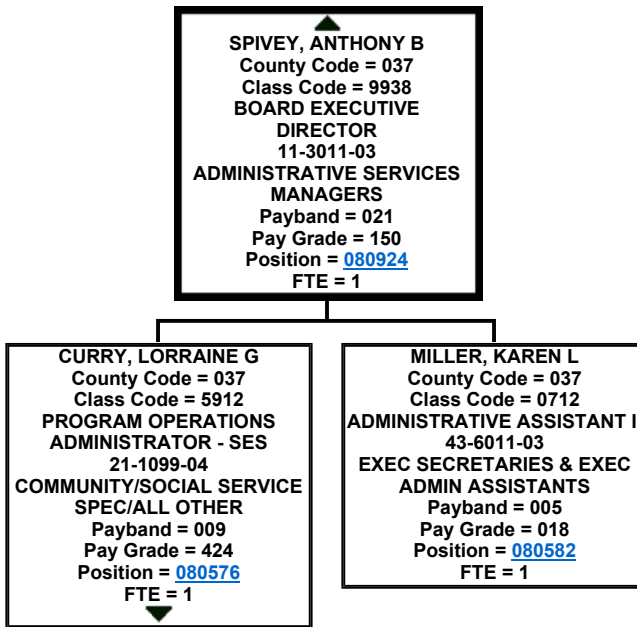 SPIVEY, ANTHONY B
County Code = 037
Class Code = 9938
BOARD EXECUTIVE
DIRECTOR
11-3011-03
ADMINISTRATIVE SERVICES
MANAGERS
Payband = 021
Pay Grade = 150
Position = 080924
FTE = 1
CURRY, LORRAINE G
County Code = 037
Class Code = 5912
PROGRAM OPERATIONS
ADMINISTRATOR - SES
21-1099-04
COMMUNITY/SOCIAL SERVICE
SPEC/ALL OTHER
Payband = 009
Pay Grade = 424
Position = 080576
FTE = 1
MILLER, KAREN L
County Code = 037
Class Code = 0712
ADMINISTRATIVE ASSISTANT I
43-6011-03
EXEC SECRETARIES & EXEC
ADMIN ASSISTANTS
Payband = 005
Pay Grade = 018
Position = 080582
FTE = 1